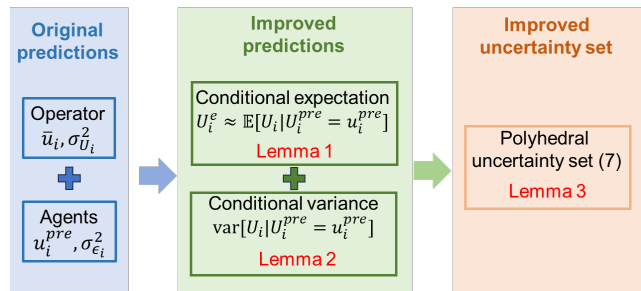 Original
predictions
Operator
ū_i, σ²_{U_i}
Agents
u_i^{pre}, σ²_{ϵ_i}
Improved
predictions
Conditional expectation
U_i^e ≈ 𝔼[U_i|U_i^{pre} = u_i^{pre}]
Lemma 1
Conditional variance
var[U_i|U_i^{pre} = u_i^{pre}]
Lemma 2
Improved
uncertainty set
Polyhedral
uncertainty set (7)
Lemma 3